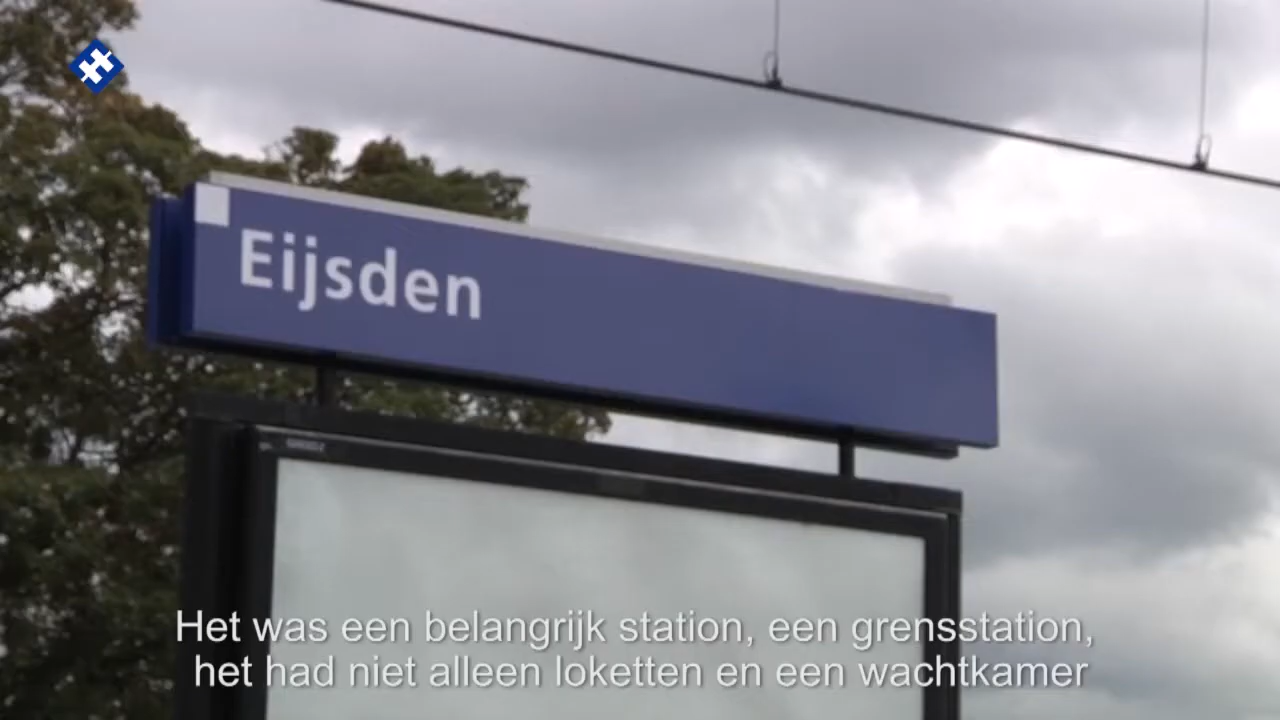 Eijsden
Het was een belangrijk station, een grensstation,
het had niet alleen loketten en een wachtkamer